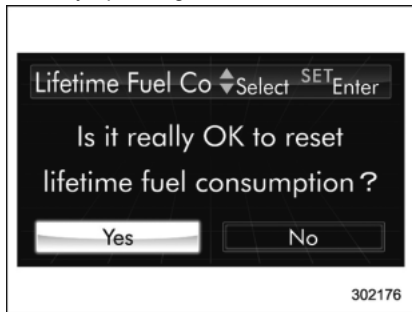 Lifetime Fuel Co Select SET Enter
Is it really OK to reset
lifetime fuel consumption?
Yes No
302176